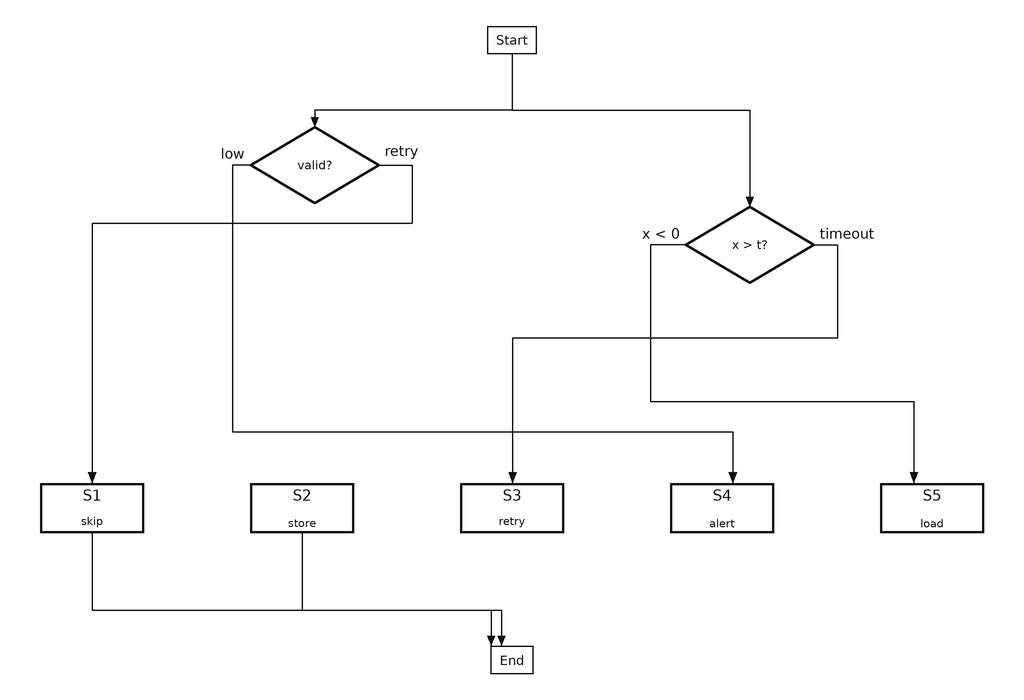 Start
low
valid?
retry
x < 0
x > t?
timeout
S1
skip
S2
store
S3
retry
S4
alert
S5
load
End